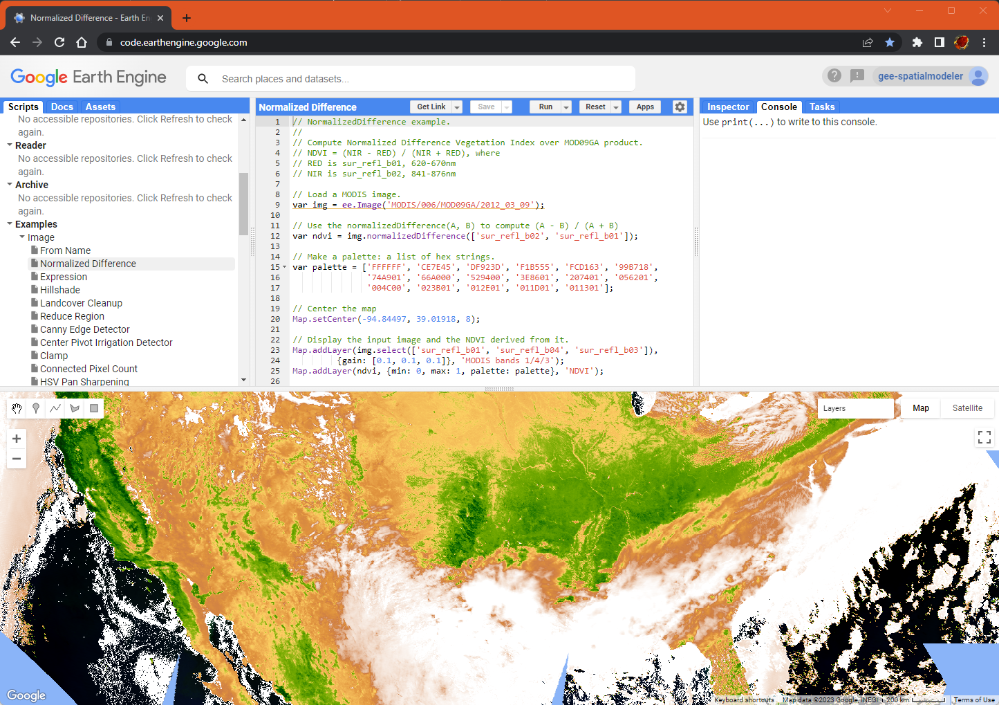 Normalized Difference - Earth En
code.earthengine.google.com
Google Earth Engine
Search places and datasets...
gee-spatialmodeler
Scripts Docs Assets
No accessible repositories. Click Refresh to check
again.
Reader
No accessible repositories. Click Refresh to check
again.
Archive
No accessible repositories. Click Refresh to check
again.
Examples
Image
From Name
Normalized Difference
Expression
Hillshade
Landcover Cleanup
Reduce Region
Canny Edge Detector
Center Pivot Irrigation Detector
Clamp
Connected Pixel Count
HSV Pan Sharpening
Normalized Difference Get Link Save Run Reset Apps
1 // NormalizedDifference example.
2 //
3 // Compute Normalized Difference Vegetation Index over MOD09GA product.
4 // NDVI = (NIR - RED) / (NIR + RED), where
5 // RED is sur_refl_b01, 620-670nm
6 // NIR is sur_refl_b02, 841-876nm
7
8 // Load a MODIS image.
9 var img = ee.Image('MODIS/006/MOD09GA/2012_03_09');
10
11 // Use the normalizedDifference(A, B) to compute (A - B) / (A + B)
12 var ndvi = img.normalizedDifference(['sur_refl_b02', 'sur_refl_b01']);
13
14 // Make a palette: a list of hex strings.
15 var palette = ['FFFFFF', 'CE7E45', 'DF923D', 'F1B555', 'FCD163', '99B718',
16 '74A901', '66A000', '529400', '3E8601', '207401', '056201',
17 '004C00', '023B01', '012E01', '011D01', '011301'];
18
19 // Center the map
20 Map.setCenter(-94.84497, 39.01918, 8);
21
22 // Display the input image and the NDVI derived from it.
23 Map.addLayer(img.select(['sur_refl_b01', 'sur_refl_b04', 'sur_refl_b03']),
24 {gain: [0.1, 0.1, 0.1]}, 'MODIS bands 1/4/3');
25 Map.addLayer(ndvi, {min: 0, max: 1, palette: palette}, 'NDVI');
26
Inspector Console Tasks
Use print(...) to write to this console.
Layers
Map Satellite
Google
Keyboard shortcuts Map data ©2023 Google, INEGI 200 km Terms of Use